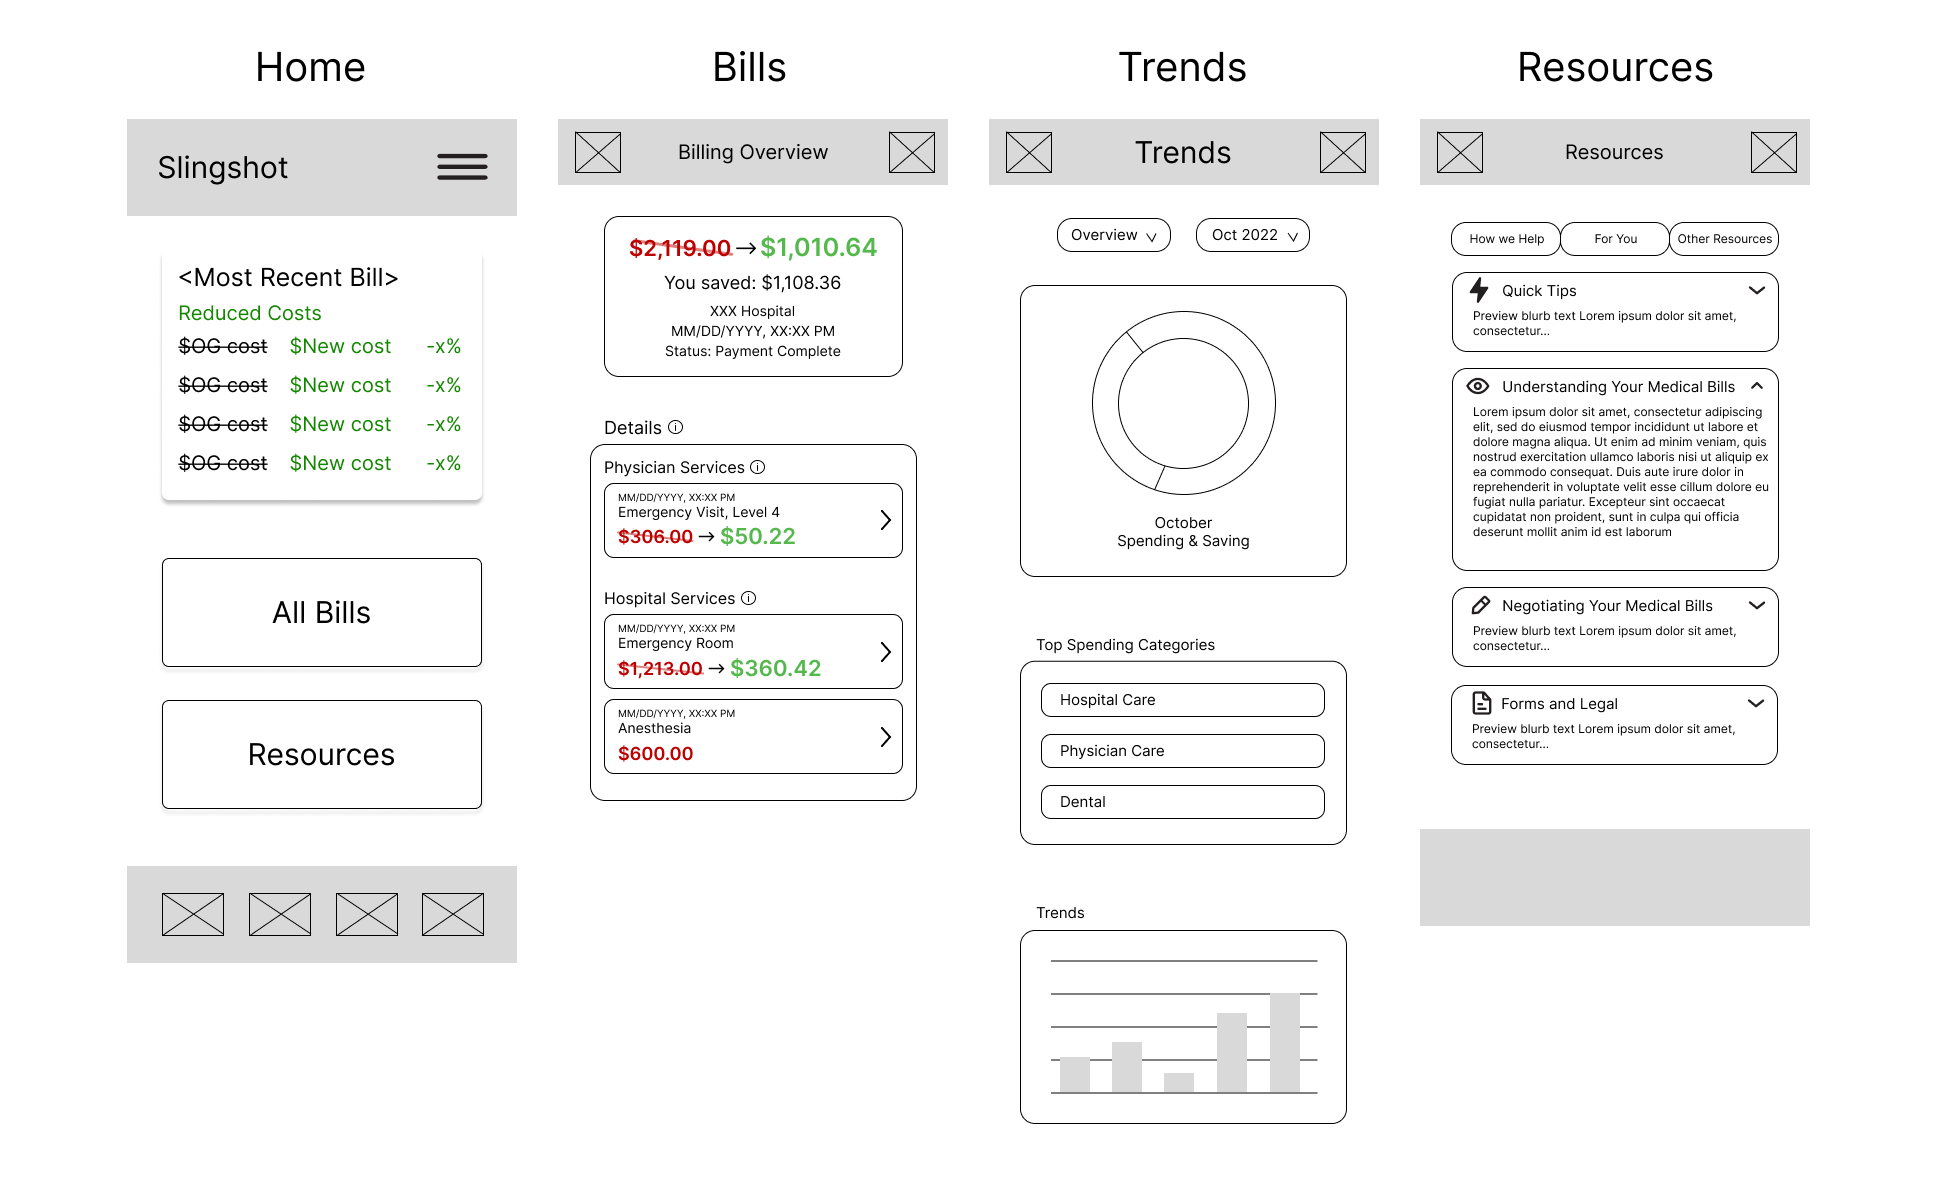 Home
Slingshot
<Most Recent Bill>
Reduced Costs
$OG cost $New cost -x%
$OG cost $New cost -x%
$OG cost $New cost -x%
$OG cost $New cost -x%
All Bills
Resources
Bills
Billing Overview
$2,119.00 → $1,010.64
You saved: $1,108.36
XXX Hospital
MM/DD/YYYY, XX:XX PM
Status: Payment Complete
Details
Physician Services
MM/DD/YYYY, XX:XX PM
Emergency Visit, Level 4
$306.00 → $50.22
Hospital Services
MM/DD/YYYY, XX:XX PM
Emergency Room
$1,213.00 → $360.42
MM/DD/YYYY, XX:XX PM
Anesthesia
$600.00
Trends
Trends
Overview
Oct 2022
October
Spending & Saving
Top Spending Categories
Hospital Care
Physician Care
Dental
Trends
Resources
Resources
How we Help
For You
Other Resources
Quick Tips
Preview blurb text Lorem ipsum dolor sit amet,
consectetur...
Understanding Your Medical Bills
Lorem ipsum dolor sit amet, consectetur adipiscing
elit, sed do eiusmod tempor incididunt ut labore et
dolore magna aliqua. Ut enim ad minim veniam, quis
nostrud exercitation ullamco laboris nisi ut aliquip ex
ea commodo consequat. Duis aute irure dolor in
reprehenderit in voluptate velit esse cillum dolore eu
fugiat nulla pariatur. Excepteur sint occaecat
cupidatat non proident, sunt in culpa qui officia
deserunt mollit anim id est laborum
Negotiating Your Medical Bills
Preview blurb text Lorem ipsum dolor sit amet,
consectetur...
Forms and Legal
Preview blurb text Lorem ipsum dolor sit amet,
consectetur...